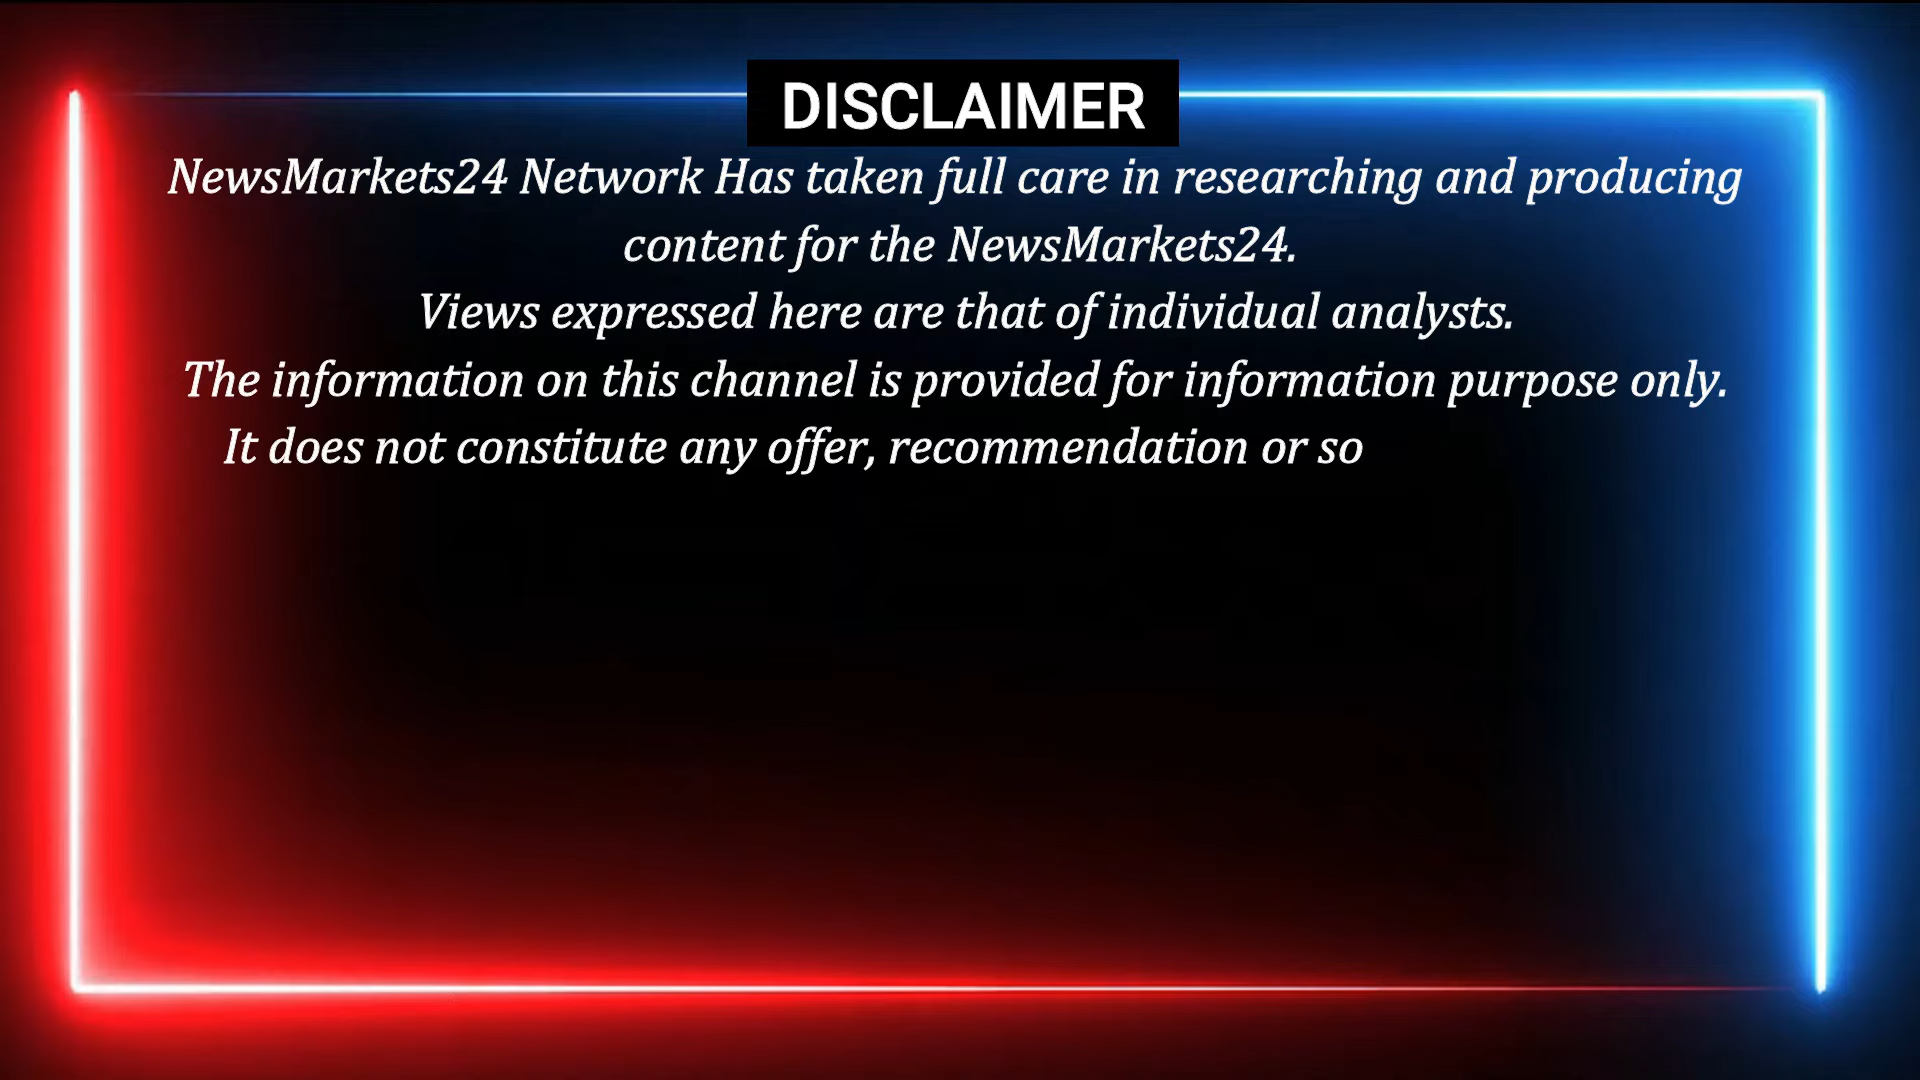 DISCLAIMER
NewsMarkets24 Network Has taken full care in researching and producing
content for the NewsMarkets24.
Views expressed here are that of individual analysts.
The information on this channel is provided for information purpose only.
It does not constitute any offer, recommendation or so